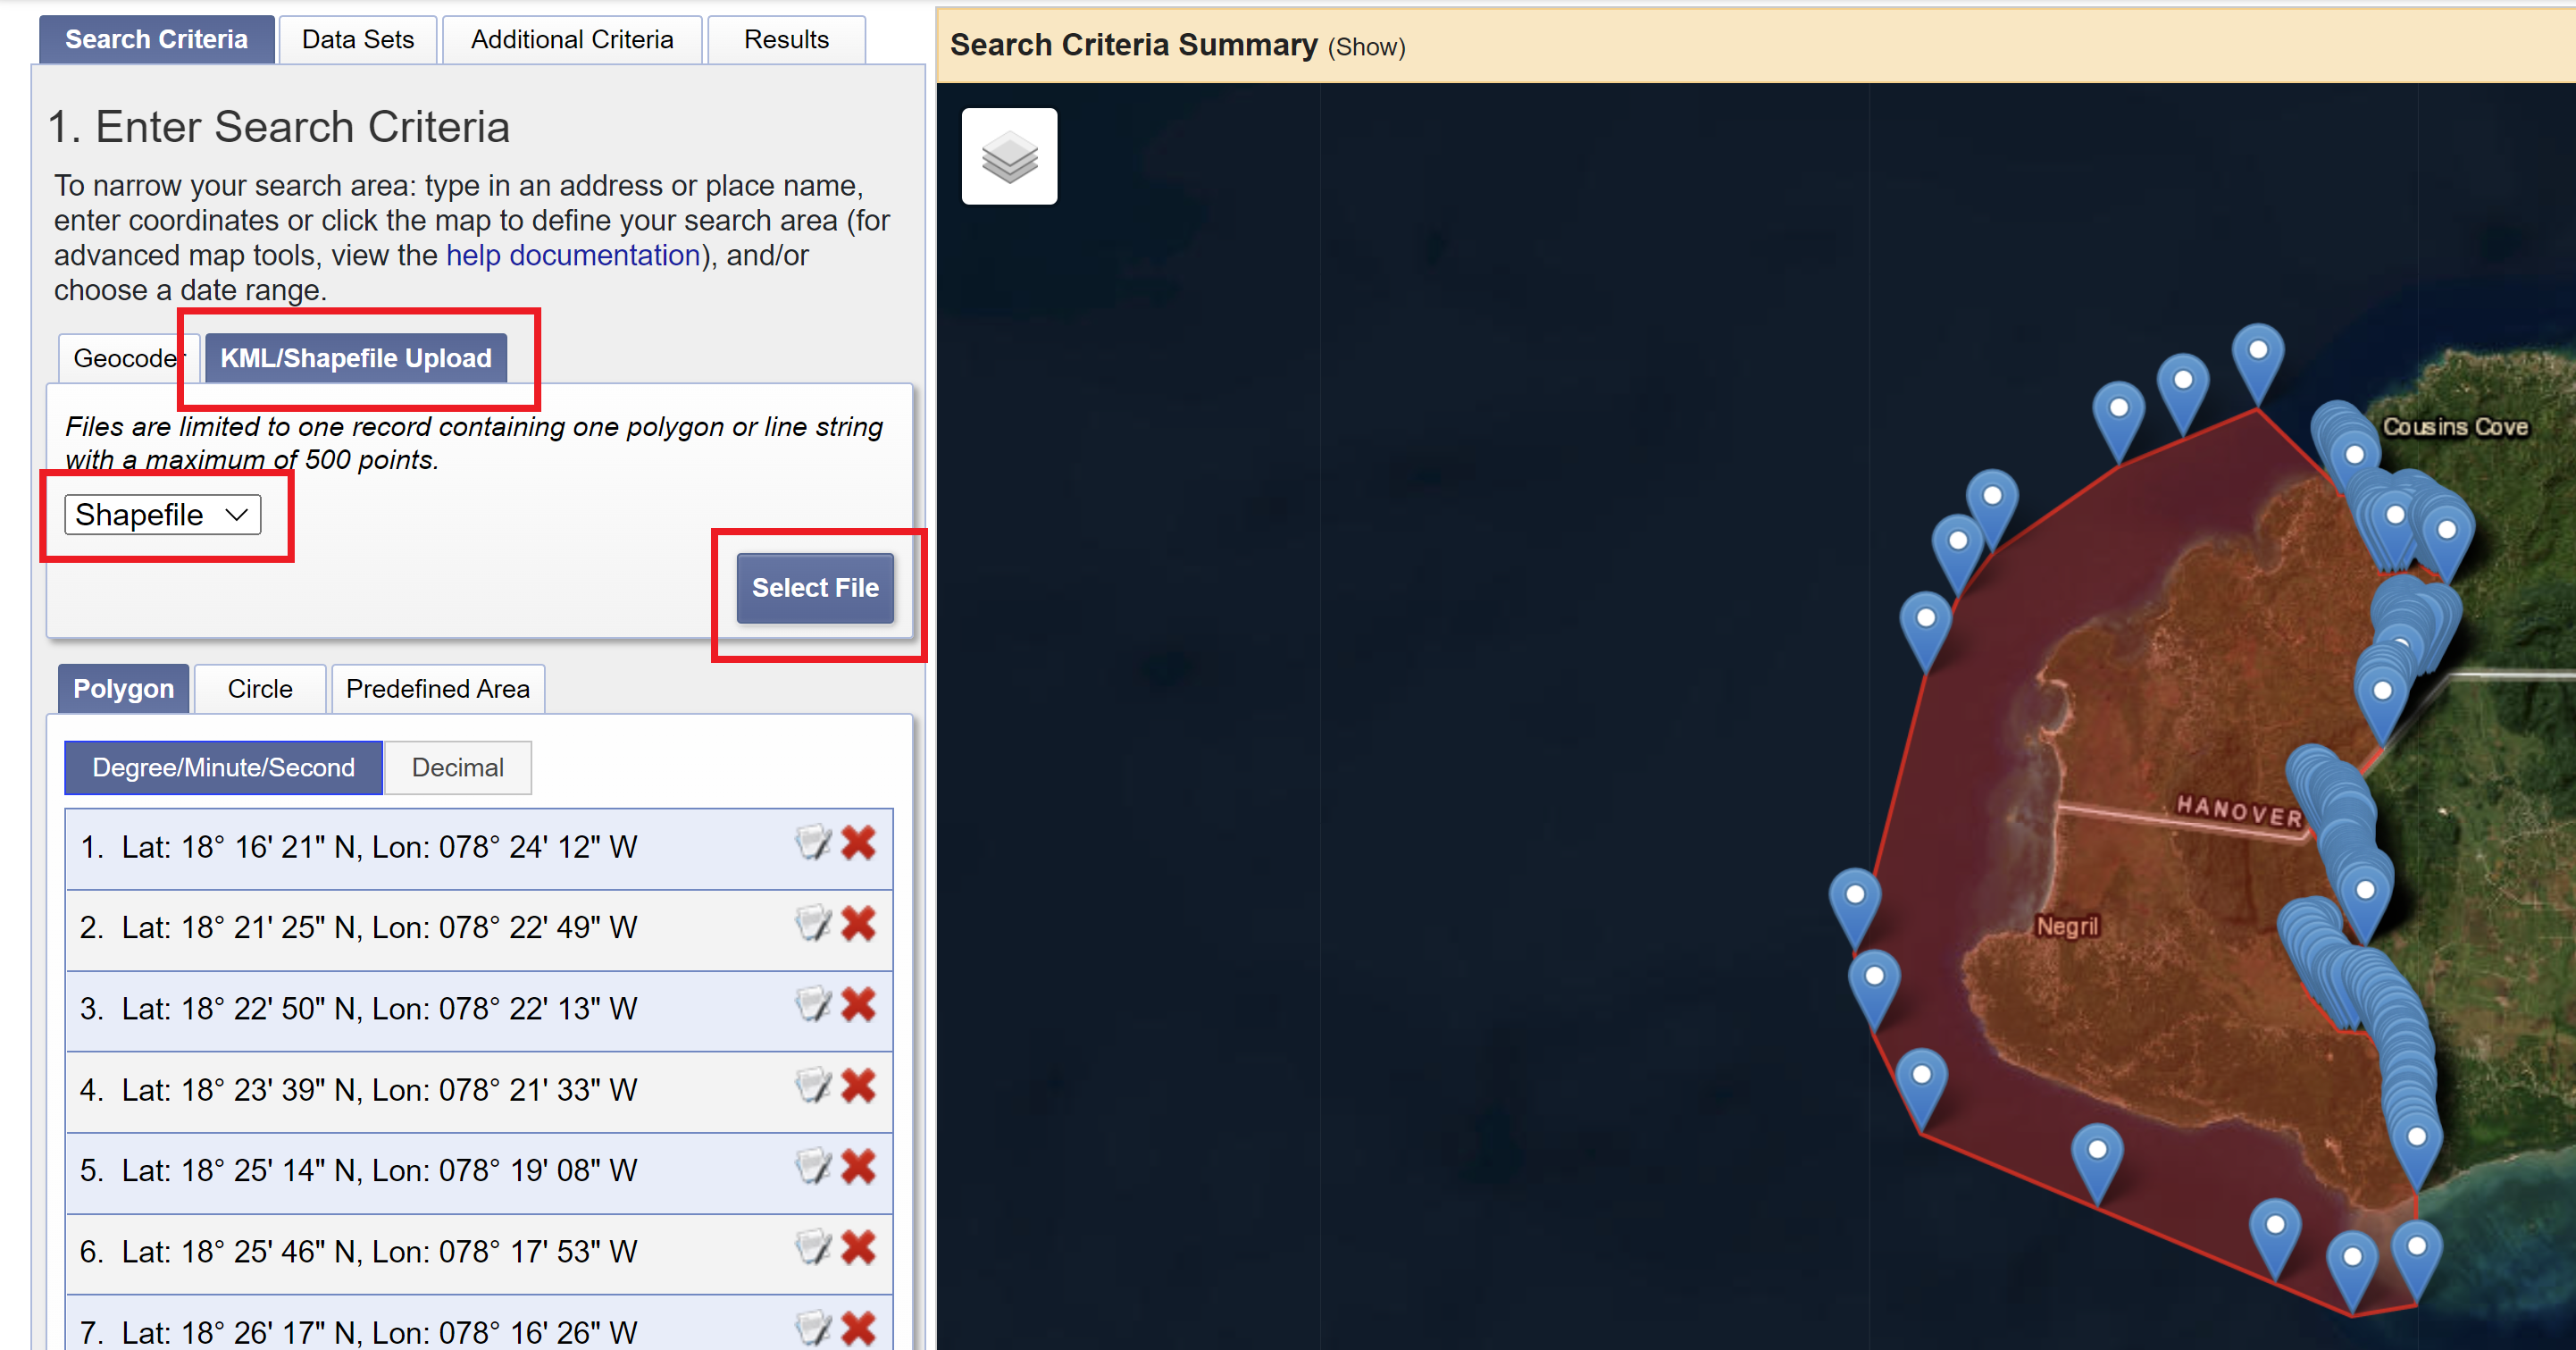 Search Criteria
Data Sets
Additional Criteria
Results
1. Enter Search Criteria
To narrow your search area: type in an address or place name,
enter coordinates or click the map to define your search area (for
advanced map tools, view the help documentation), and/or
choose a date range.
Geocoder
KML/Shapefile Upload
Files are limited to one record containing one polygon or line string
with a maximum of 500 points.
Shapefile
Select File
Polygon
Circle
Predefined Area
Degree/Minute/Second
Decimal
1. Lat: 18° 16' 21" N, Lon: 078° 24' 12" W
2. Lat: 18° 21' 25" N, Lon: 078° 22' 49" W
3. Lat: 18° 22' 50" N, Lon: 078° 22' 13" W
4. Lat: 18° 23' 39" N, Lon: 078° 21' 33" W
5. Lat: 18° 25' 14" N, Lon: 078° 19' 08" W
6. Lat: 18° 25' 46" N, Lon: 078° 17' 53" W
7. Lat: 18° 26' 17" N, Lon: 078° 16' 26" W
Search Criteria Summary (Show)
Cousins Cove
HANOVER
Negril